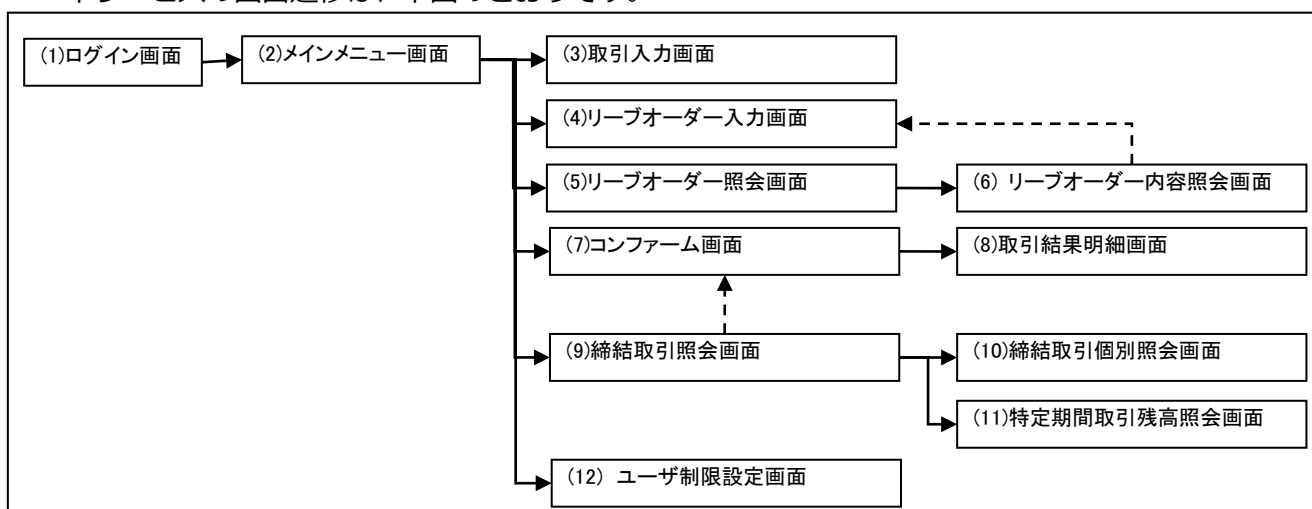 (1)ログイン画面
(2)メインメニュー画面
(3)取引入力画面
(4)リーブオーダー入力画面
(5)リーブオーダー照会画面
(6) リーブオーダー内容照会画面
(7)コンファーム画面
(8)取引結果明細画面
(9)締結取引照会画面
(10)締結取引個別照会画面
(11)特定期間取引残高照会画面
(12) ユーザ制限設定画面